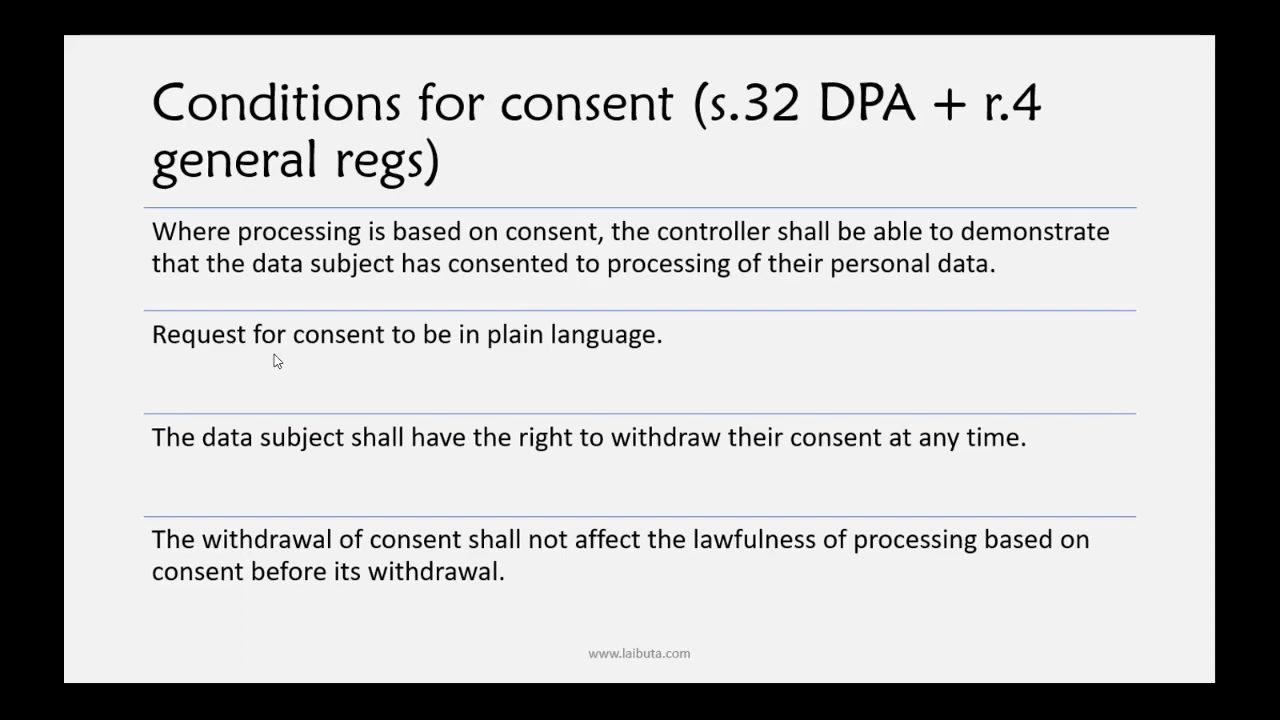 Conditions for consent (s.32 DPA + r.4
general regs)
Where processing is based on consent, the controller shall be able to demonstrate
that the data subject has consented to processing of their personal data.
Request for consent to be in plain language.
The data subject shall have the right to withdraw their consent at any time.
The withdrawal of consent shall not affect the lawfulness of processing based on
consent before its withdrawal.
www.laibuta.com